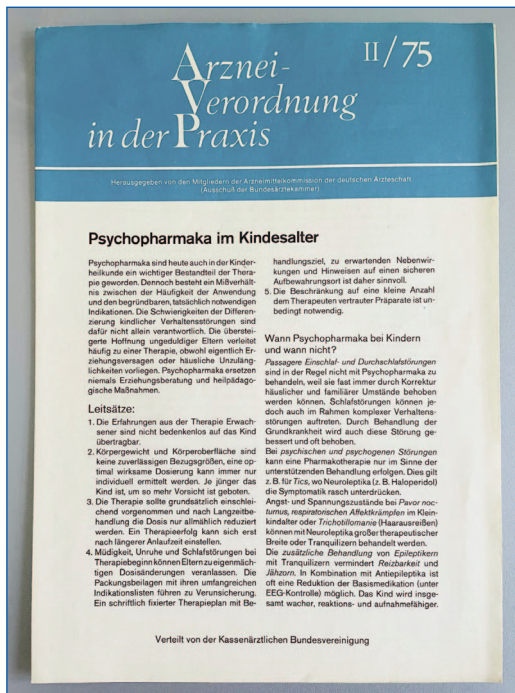 Arznei-
Verordnung
in der Praxis
II/75
Herausgegeben von den Mitgliedern der Arzneimittelkommission der deutschen Ärzteschaft
(Ausschuß der Bundesärztekammer)
Psychopharmaka im Kindesalter
Psychopharmaka sind heute auch in der Kinder-
heilkunde ein wichtiger Bestandteil der Thera-
pie geworden. Dennoch besteht ein Mißverhält-
nis zwischen der Häufigkeit der Anwendung
und den begründbaren, tatsächlich notwendigen
Indikationen. Die Schwierigkeiten der Differen-
zierung kindlicher Verhaltensstörungen sind
dafür nicht allein verantwortlich. Die überstei-
gerte Hoffnung ungeduldiger Eltern verleitet
häufig zu einer Therapie, obwohl eigentlich Er-
ziehungsversagen oder häusliche Unzuläng-
lichkeiten vorliegen. Psychopharmaka ersetzen
niemals Erziehungsberatung und heilpädago-
gische Maßnahmen.
Leitsätze:
1. Die Erfahrungen aus der Therapie Erwach-
sener sind nicht bedenkenlos auf das Kind
übertragbar.
2. Körpergewicht und Körperoberfläche sind
keine zuverlässigen Bezugsgrößen, eine op-
timal wirksame Dosierung kann immer nur
individuell ermittelt werden. Je jünger das
Kind ist, um so mehr Vorsicht ist geboten.
3. Die Therapie sollte grundsätzlich einschlei-
chend vorgenommen und nach Langzeitbe-
handlung die Dosis nur allmählich reduziert
werden. Ein Therapieerfolg kann sich erst
nach längerer Anlaufzeit einstellen.
4. Müdigkeit, Unruhe und Schlafstörungen bei
Therapiebeginn können Eltern zu eigenmäch-
tigen Dosisänderungen veranlassen. Die
Packungsbeilagen mit ihren umfangreichen
Indikationslisten führen zu Verunsicherung.
Ein schriftlich fixierter Therapieplan mit Be-
handlungsziel, zu erwartenden Nebenwir-
kungen und Hinweisen auf einen sicheren
Aufbewahrungsort ist daher sinnvoll.
5. Die Beschränkung auf eine kleine Anzahl
dem Therapeuten vertrauter Präparate ist un-
bedingt notwendig.
Wann Psychopharmaka bei Kindern
und wann nicht?
Passagere Einschlaf- und Durchschlafstörungen
sind in der Regel nicht mit Psychopharmaka zu
behandeln, weil sie fast immer durch Korrektur
häuslicher und familiärer Umstände behoben
werden können. Schlafstörungen können je-
doch auch im Rahmen komplexer Verhaltens-
störungen auftreten. Durch Behandlung der
Grundkrankheit wird auch diese Störung ge-
bessert und oft behoben.
Bei psychischen und psychogenen Störungen
kann eine Pharmakotherapie nur im Sinne der
unterstützenden Behandlung erfolgen. Dies gilt
z. B. für Tics, wo Neuroleptika (z. B. Haloperidol)
die Symptomatik rasch unterdrücken.
Angst- und Spannungszustände bei Pavor noc-
turnus, respiratorischen Affektkrämpfen im Klein-
kindalter oder Trichotillomanie (Haarausreißen)
können mit Neuroleptika großer therapeutischer
Breite oder Tranquilizern behandelt werden.
Die zusätzliche Behandlung von Epileptikern
mit Tranquilizern vermindert Reizbarkeit und
Jähzorn. In Kombination mit Antiepileptika ist
oft eine Reduktion der Basismedikation (unter
EEG-Kontrolle) möglich. Das Kind wird insge-
samt wacher, reaktions- und aufnahmefähiger.
Verteilt von der Kassenärztlichen Bundesvereinigung